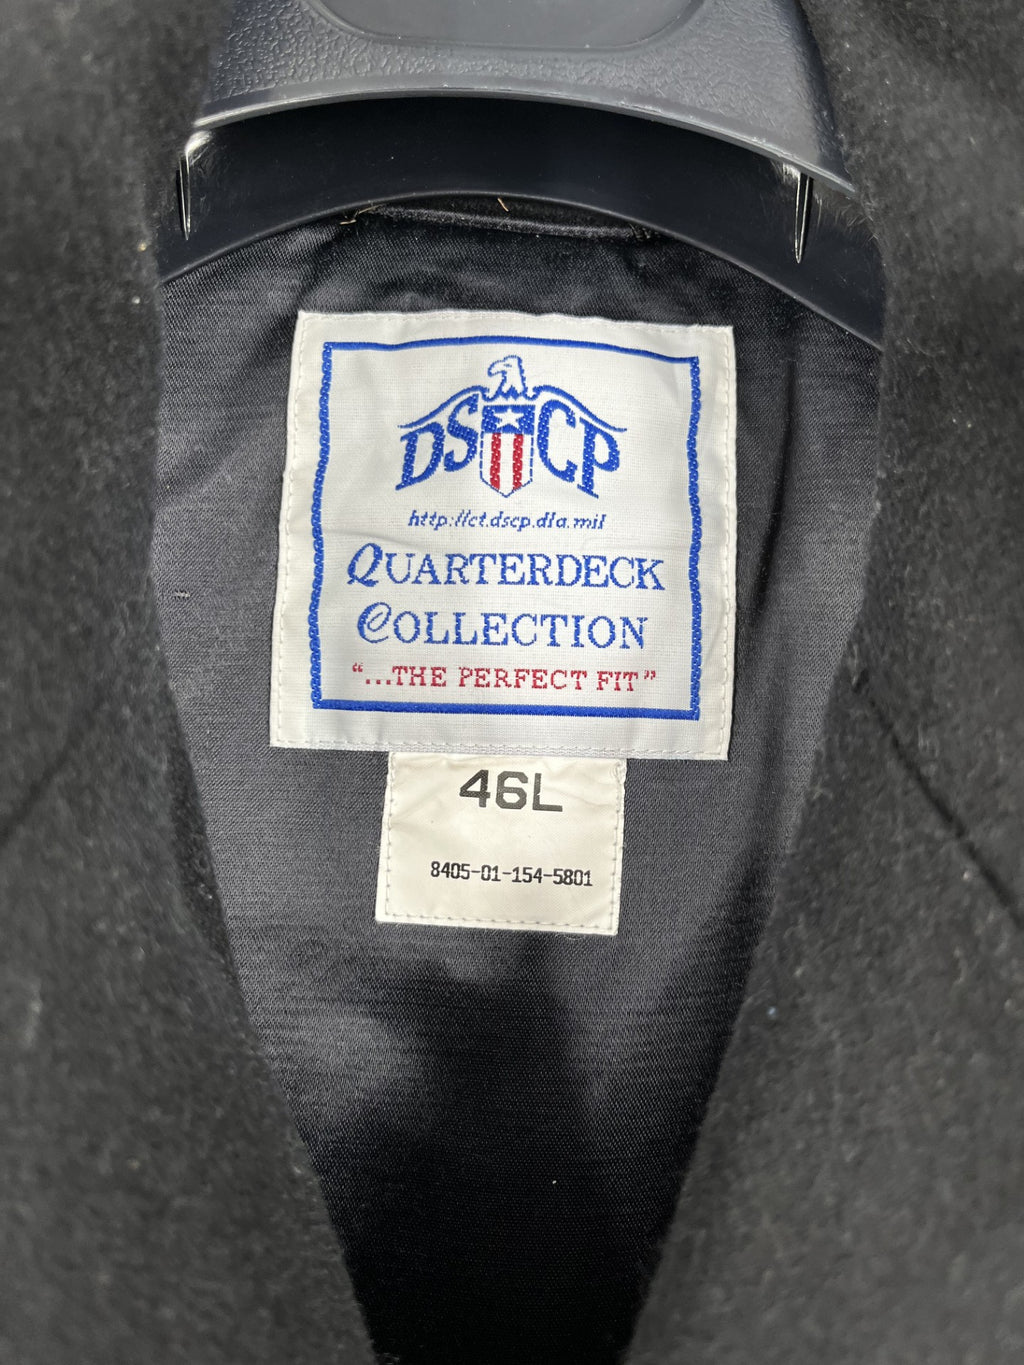 DSCP
http://ct.dscp.dla.mil
QUARTERDECK
COLLECTION
"...THE PERFECT FIT"
46L
8405-01-154-5801